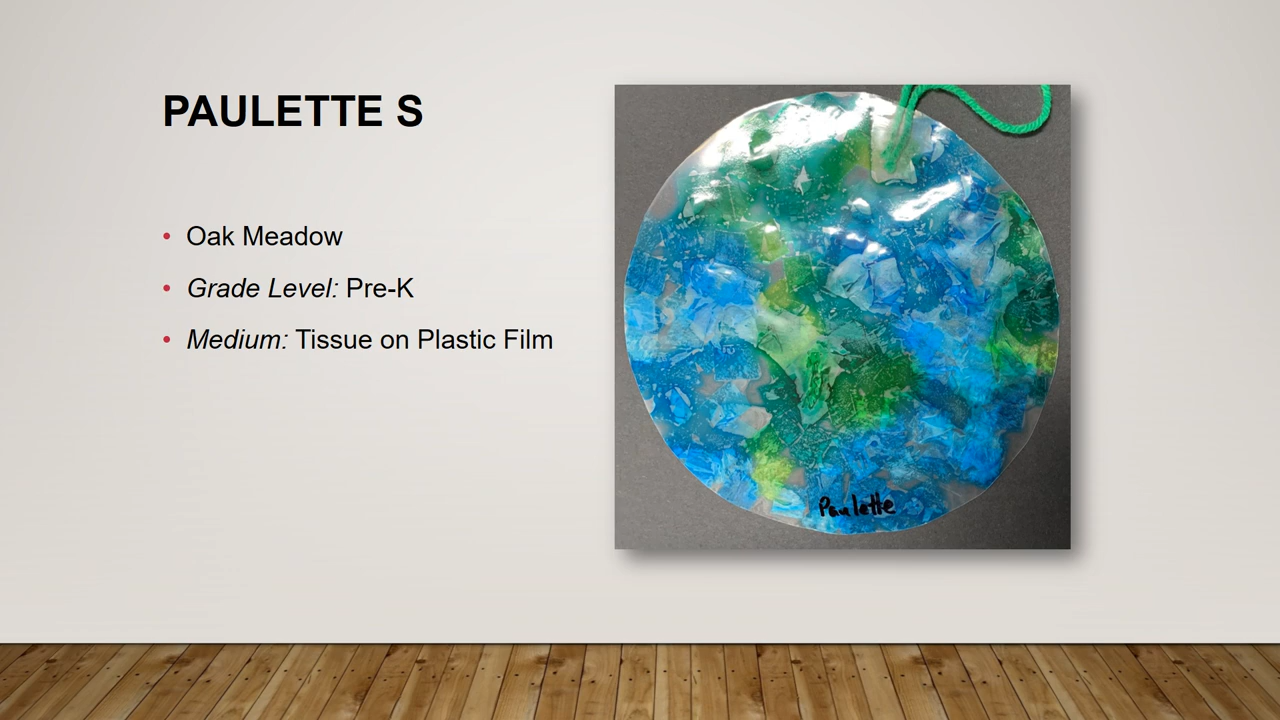 PAULETTE S
Oak Meadow
Grade Level: Pre-K
Medium: Tissue on Plastic Film
Paulette